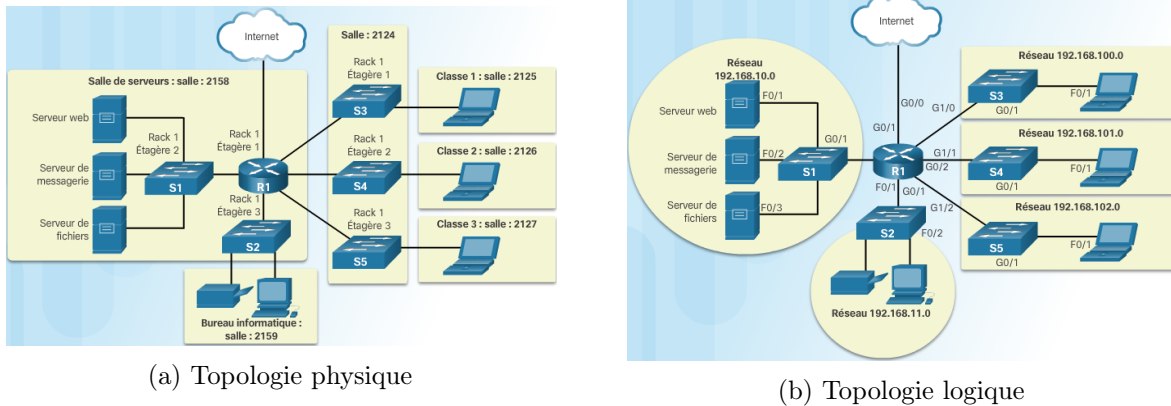 Internet
Salle de serveurs : salle : 2158
Serveur web
Rack 1
Étagère 2
Rack 1
Étagère 1
Serveur de
messagerie
S1
R1
Rack 1
Étagère 3
Serveur de
fichiers
S2
Bureau informatique :
salle : 2159
Salle : 2124
Rack 1
Étagère 1
S3
Rack 1
Étagère 2
S4
Rack 1
Étagère 3
S5
Classe 1 : salle : 2125
Classe 2 : salle : 2126
Classe 3 : salle : 2127
(a) Topologie physique
Internet
Réseau
192.168.10.0
F0/1
Serveur web
F0/2
Serveur de
messagerie
G0/1
S1
F0/3
Serveur de
fichiers
G0/0
G0/1
G1/0
R1
G1/1
G0/2
F0/1
G0/1
G1/2
S2
F0/2
Réseau 192.168.11.0
Réseau 192.168.100.0
S3
F0/1
G0/1
Réseau 192.168.101.0
S4
F0/1
G0/1
Réseau 192.168.102.0
S5
F0/1
G0/1
(b) Topologie logique